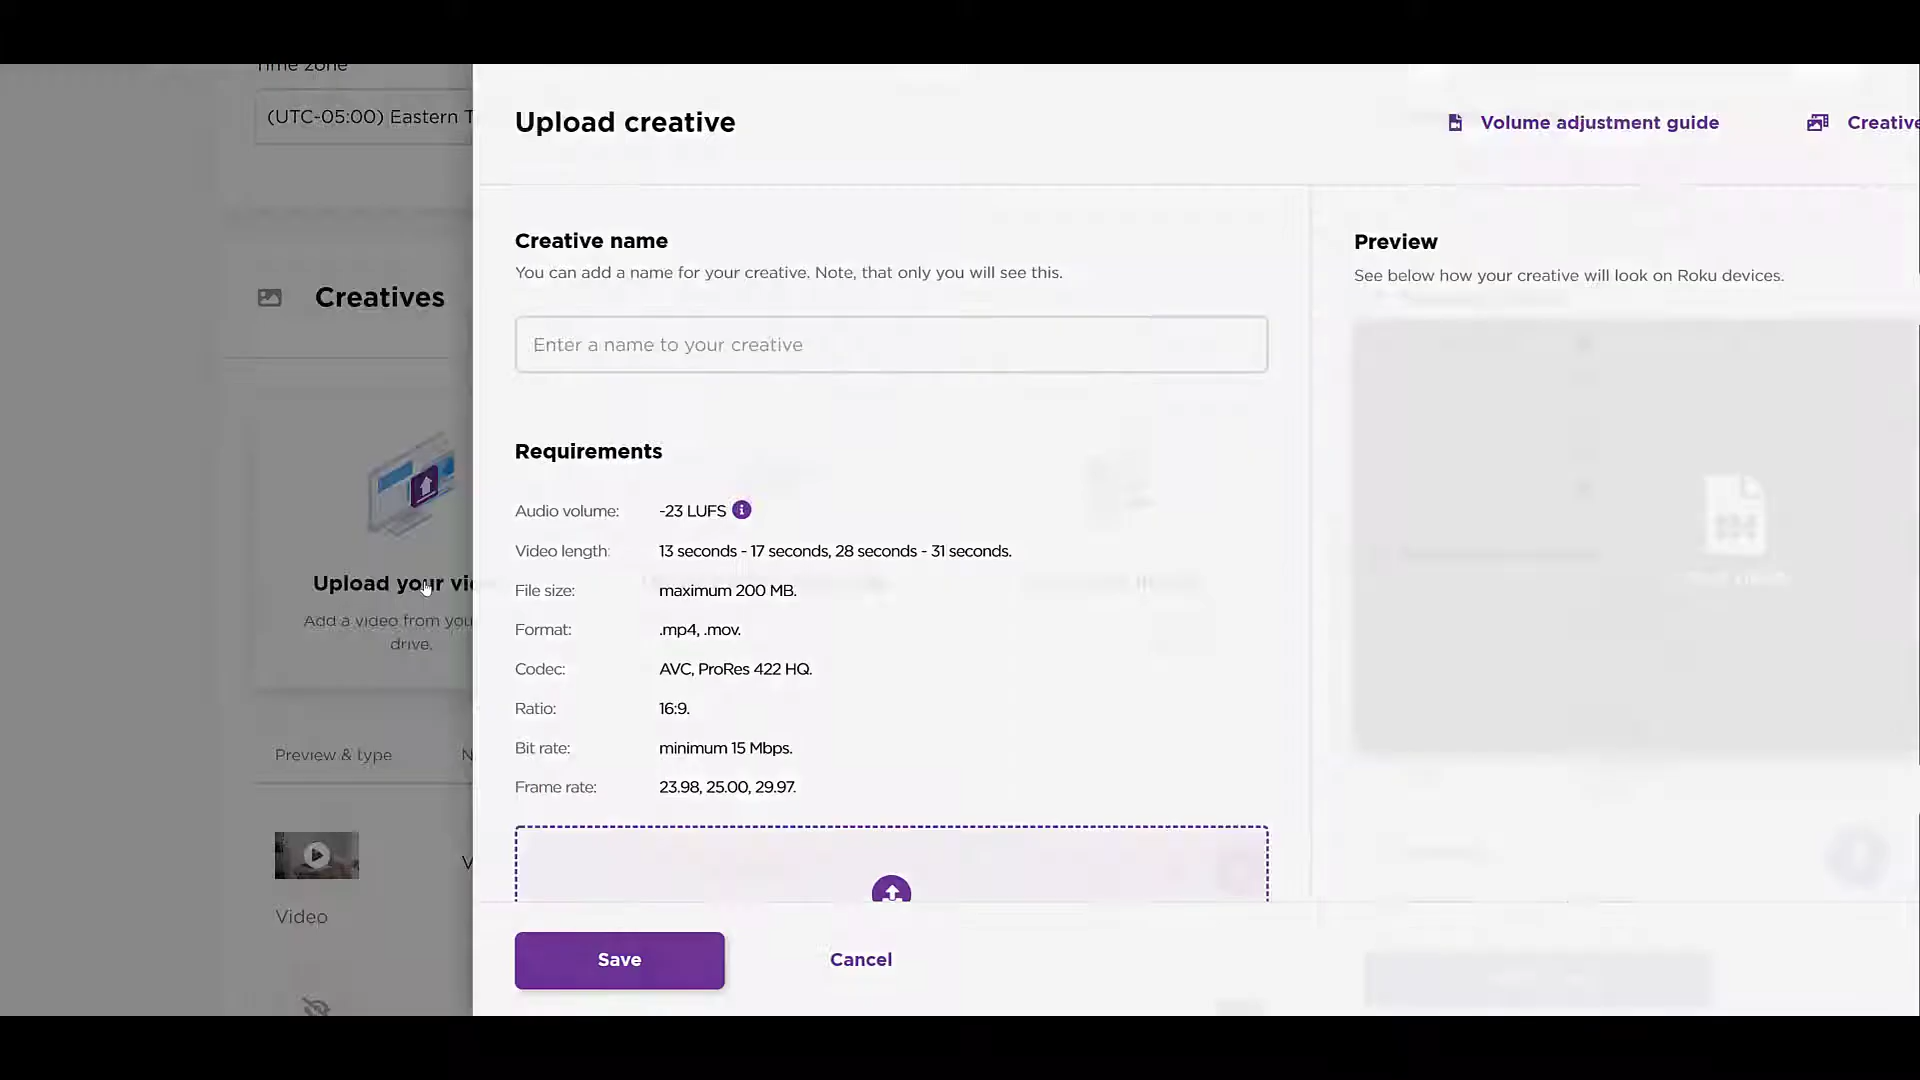 Time zone
(UTC-05:00) Eastern T
Creatives
Upload your vi
Add a video from you
drive.
Preview & type
N
V
Video
Upload creative
Volume adjustment guide
Creative
Creative name
You can add a name for your creative. Note, that only you will see this.
Enter a name to your creative
Requirements
Audio volume: -23 LUFS
Video length: 13 seconds - 17 seconds, 28 seconds - 31 seconds.
File size: maximum 200 MB.
Format: .mp4, .mov.
Codec: AVC, ProRes 422 HQ.
Ratio: 16:9.
Bit rate: minimum 15 Mbps.
Frame rate: 23.98, 25.00, 29.97.
Save
Cancel
Preview
See below how your creative will look on Roku devices.